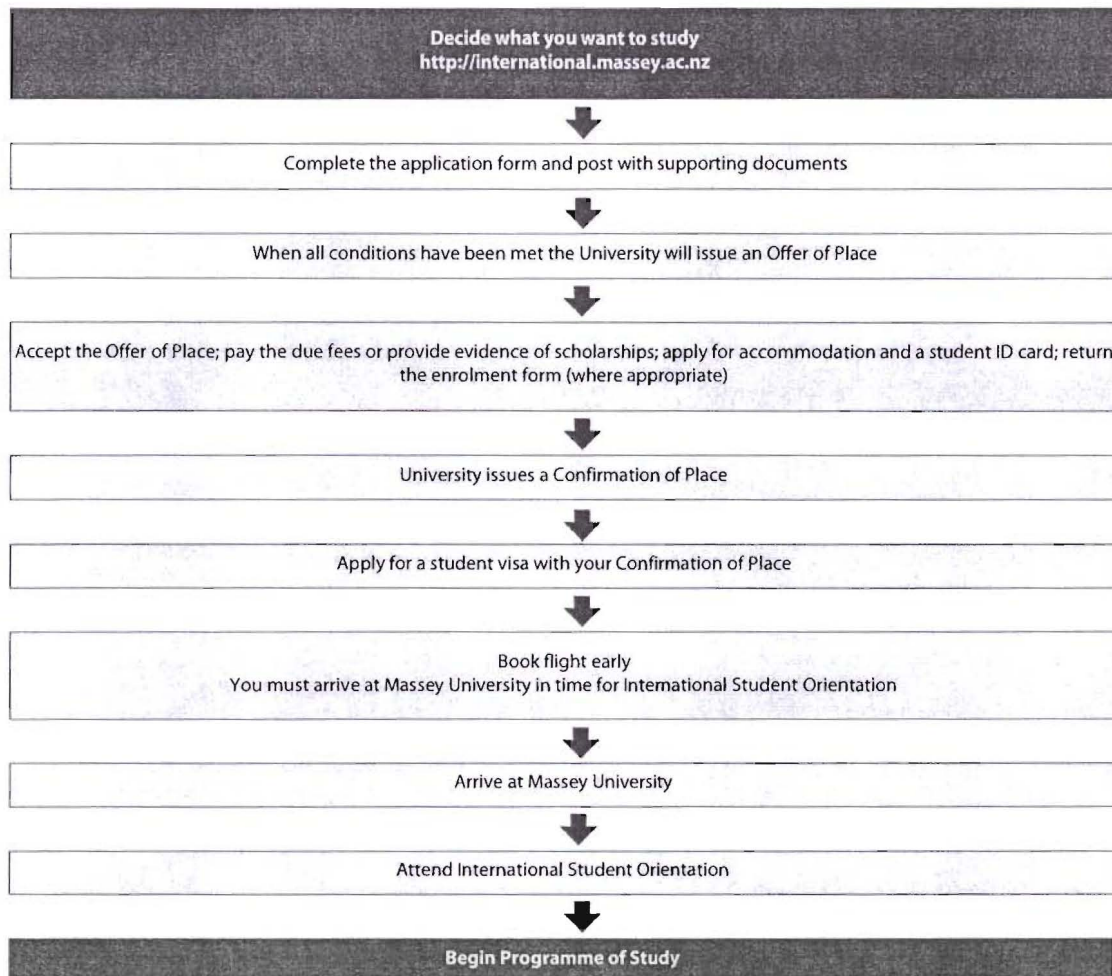 Decide what you want to study
http://international.massey.ac.nz
Complete the application form and post with supporting documents
When all conditions have been met the University will issue an Offer of Place
Accept the Offer of Place; pay the due fees or provide evidence of scholarships; apply for accommodation and a student ID card; return
the enrolment form (where appropriate)
University issues a Confirmation of Place
Apply for a student visa with your Confirmation of Place
Book flight early
You must arrive at Massey University in time for International Student Orientation
Arrive at Massey University
Attend International Student Orientation
Begin Programme of Study